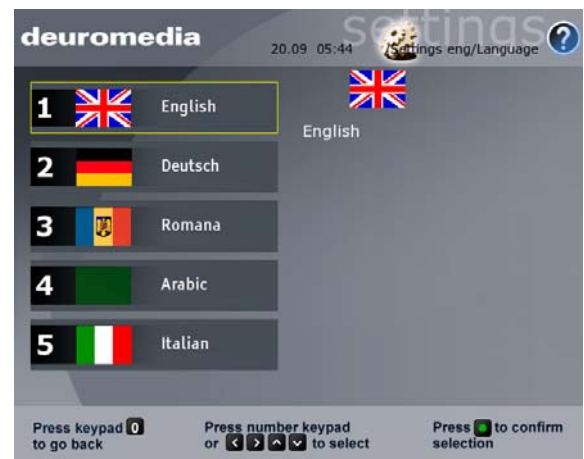 settings
deuromedia
20.09 05:44 /Settings eng/Language ?
1 English
English
2 Deutsch
3 Romana
4 Arabic
5 Italian
Press keypad 0 to go back
Press number keypad or < > ^ v to select
Press to confirm selection